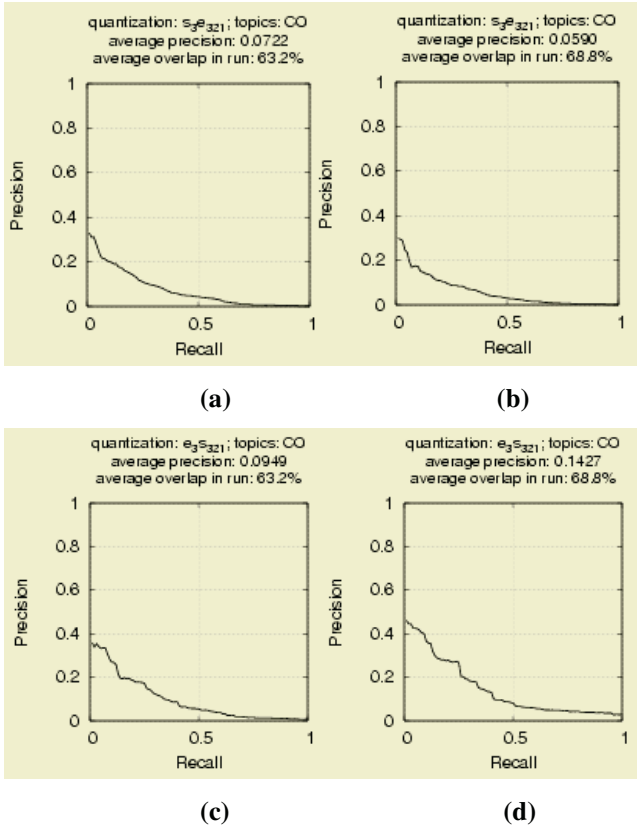 quantization: s3e321; topics: CO
average precision: 0.0722
average overlap in run: 63.2%
1
0.8
0.6
0.4
0.2
0
Precision
0 0.5 1
Recall
(a)
quantization: s3e321; topics: CO
average precision: 0.0590
average overlap in run: 68.8%
1
0.8
0.6
0.4
0.2
0
Precision
0 0.5 1
Recall
(b)
quantization: e3s321; topics: CO
average precision: 0.0949
average overlap in run: 63.2%
1
0.8
0.6
0.4
0.2
0
Precision
0 0.5 1
Recall
(c)
quantization: e3s321; topics: CO
average precision: 0.1427
average overlap in run: 68.8%
1
0.8
0.6
0.4
0.2
0
Precision
0 0.5 1
Recall
(d)